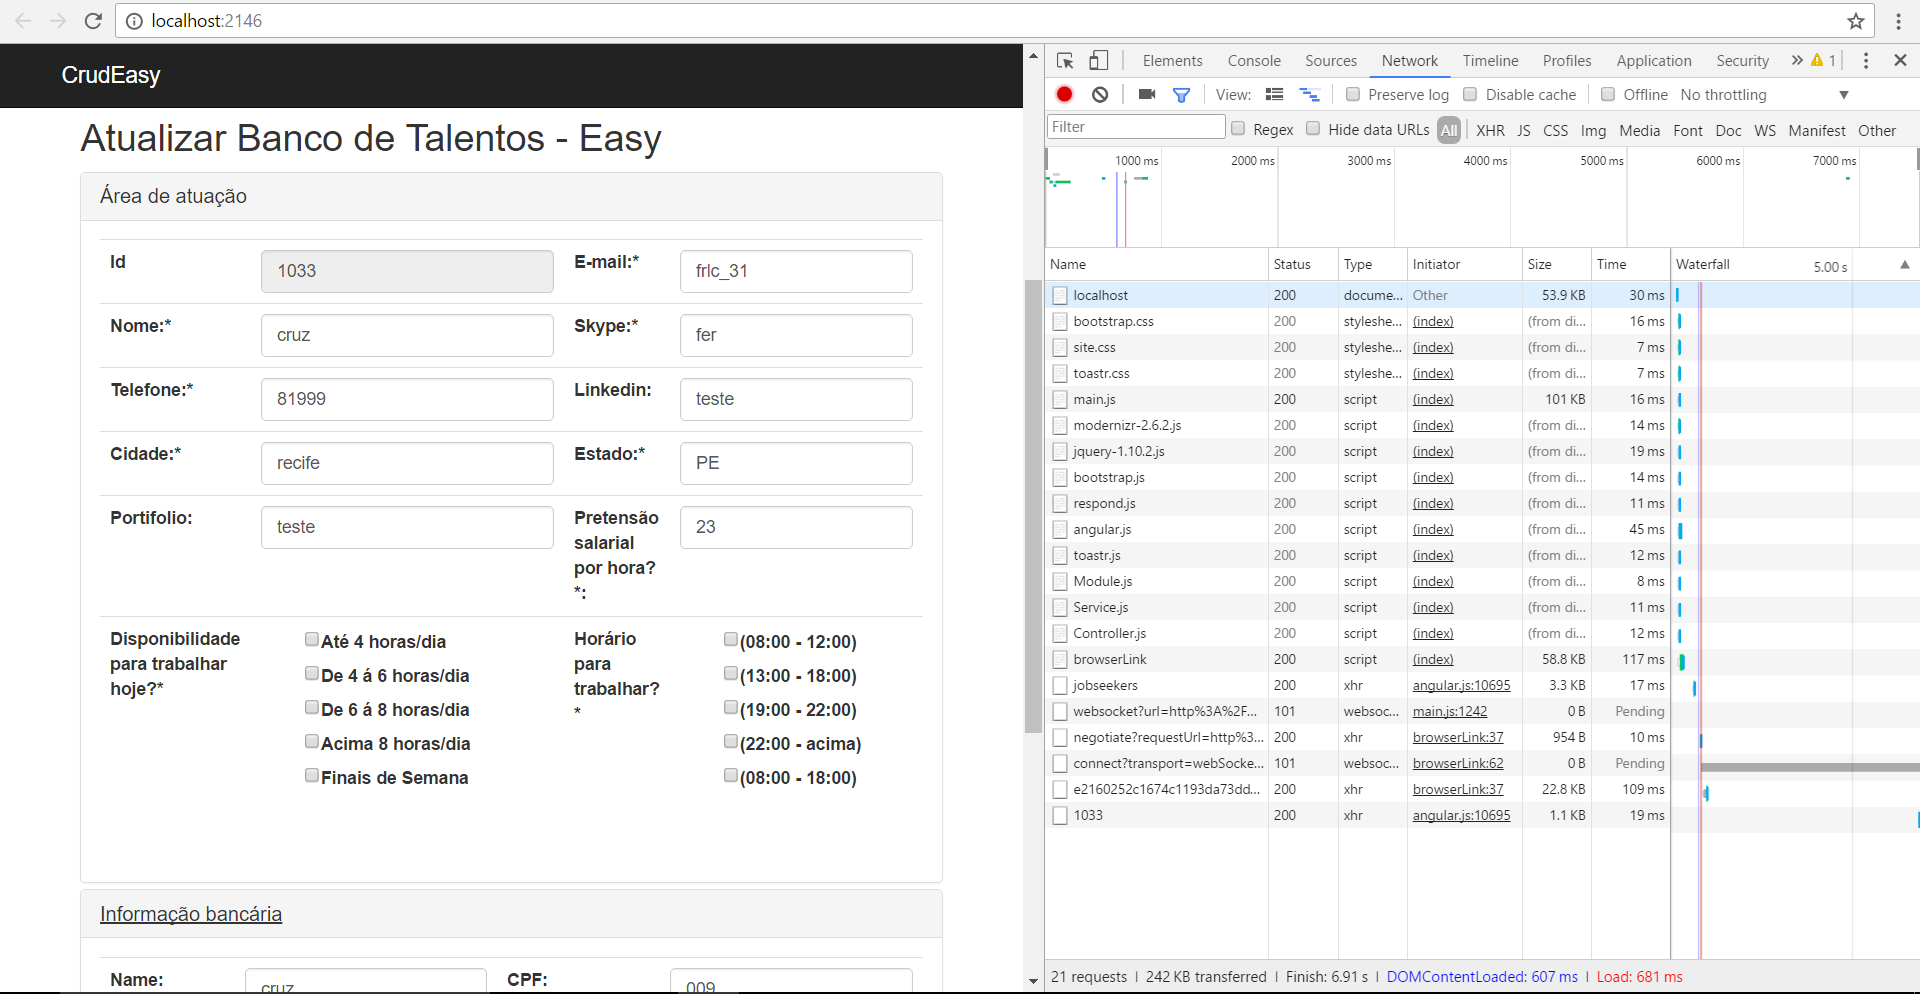 localhost:2146
CrudEasy
Atualizar Banco de Talentos - Easy
Área de atuação
Id 1033 E-mail:* frlc_31
Nome:* cruz Skype:* fer
Telefone:* 81999 Linkedin: teste
Cidade:* recife Estado:* PE
Portifolio: teste Pretensão salarial por hora? *: 23
Disponibilidade para trabalhar hoje?*
Até 4 horas/dia
De 4 á 6 horas/dia
De 6 á 8 horas/dia
Acima 8 horas/dia
Finais de Semana
Horário para trabalhar? *
(08:00 - 12:00)
(13:00 - 18:00)
(19:00 - 22:00)
(22:00 - acima)
(08:00 - 18:00)
Informação bancária
Name: cruz CPF: 009
Elements Console Sources Network Timeline Profiles Application Security » 1
View: Preserve log Disable cache Offline No throttling
Filter Regex Hide data URLs All XHR JS CSS Img Media Font Doc WS Manifest Other
1000 ms 2000 ms 3000 ms 4000 ms 5000 ms 6000 ms 7000 ms
Name Status Type Initiator Size Time Waterfall 5.00 s
localhost 200 docume... Other 53.9 KB 30 ms
bootstrap.css 200 styleshe... (index) (from di... 16 ms
site.css 200 styleshe... (index) (from di... 7 ms
toastr.css 200 styleshe... (index) (from di... 7 ms
main.js 200 script (index) 101 KB 16 ms
modernizr-2.6.2.js 200 script (index) (from di... 14 ms
jquery-1.10.2.js 200 script (index) (from di... 19 ms
bootstrap.js 200 script (index) (from di... 14 ms
respond.js 200 script (index) (from di... 11 ms
angular.js 200 script (index) (from di... 45 ms
toastr.js 200 script (index) (from di... 12 ms
Module.js 200 script (index) (from di... 8 ms
Service.js 200 script (index) (from di... 11 ms
Controller.js 200 script (index) (from di... 12 ms
browserLink 200 script (index) 58.8 KB 117 ms
jobseekers 200 xhr angular.js:10695 3.3 KB 17 ms
websocket?url=http%3A%2F... 101 websoc... main.js:1242 0 B Pending
negotiate?requestUrl=http%3... 200 xhr browserLink:37 954 B 10 ms
connect?transport=webSocke... 101 websoc... browserLink:62 0 B Pending
e2160252c1674c1193da73dd... 200 xhr browserLink:37 22.8 KB 109 ms
1033 200 xhr angular.js:10695 1.1 KB 19 ms
21 requests | 242 KB transferred | Finish: 6.91 s | DOMContentLoaded: 607 ms | Load: 681 ms